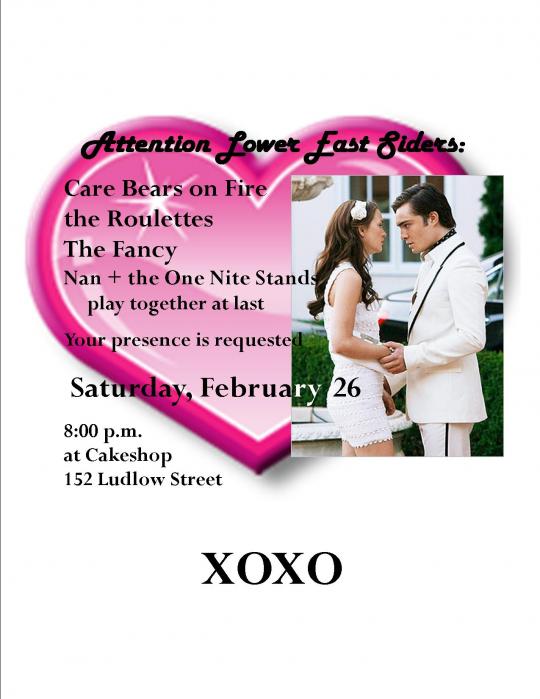 Attention Lower East Siders:
Care Bears on Fire
the Roulettes
The Fancy
Nan + the One Nite Stands
play together at last
Your presence is requested
Saturday, February 26
8:00 p.m.
at Cakeshop
152 Ludlow Street
XOXO